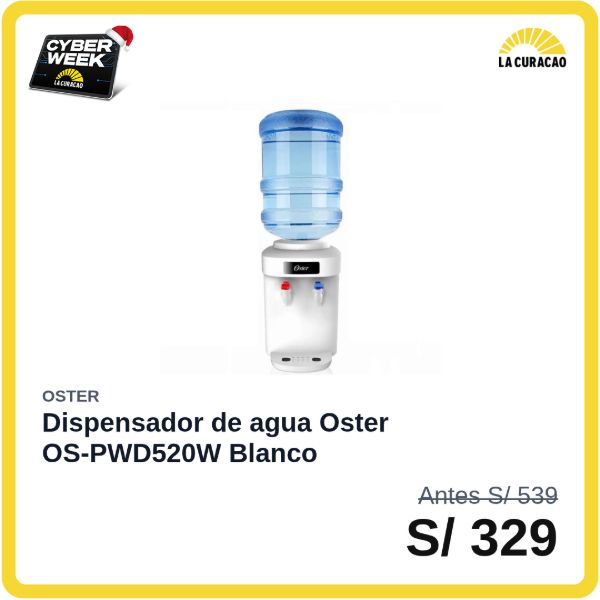 CYBER
WEEK
LA CURACAO
LA CURACAO
Oster
OSTER
Dispensador de agua Oster
OS-PWD520W Blanco
Antes S/ 539
S/ 329